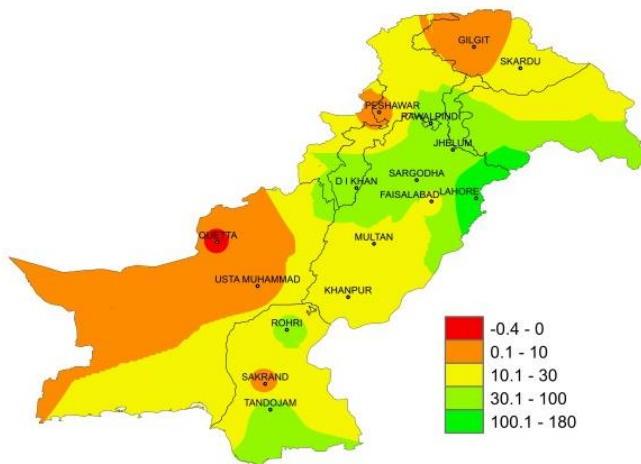 GILGIT
SKARDU
PESHAWAR
RAWALPINDI
JHELUM
SARGODHA
D I KHAN
FAISALABAD
LAHORE
QUETTA
MULTAN
USTA MUHAMMAD
KHANPUR
ROHRI
SAKRAND
TANDOJAM
-0.4 - 0
0.1 - 10
10.1 - 30
30.1 - 100
100.1 - 180